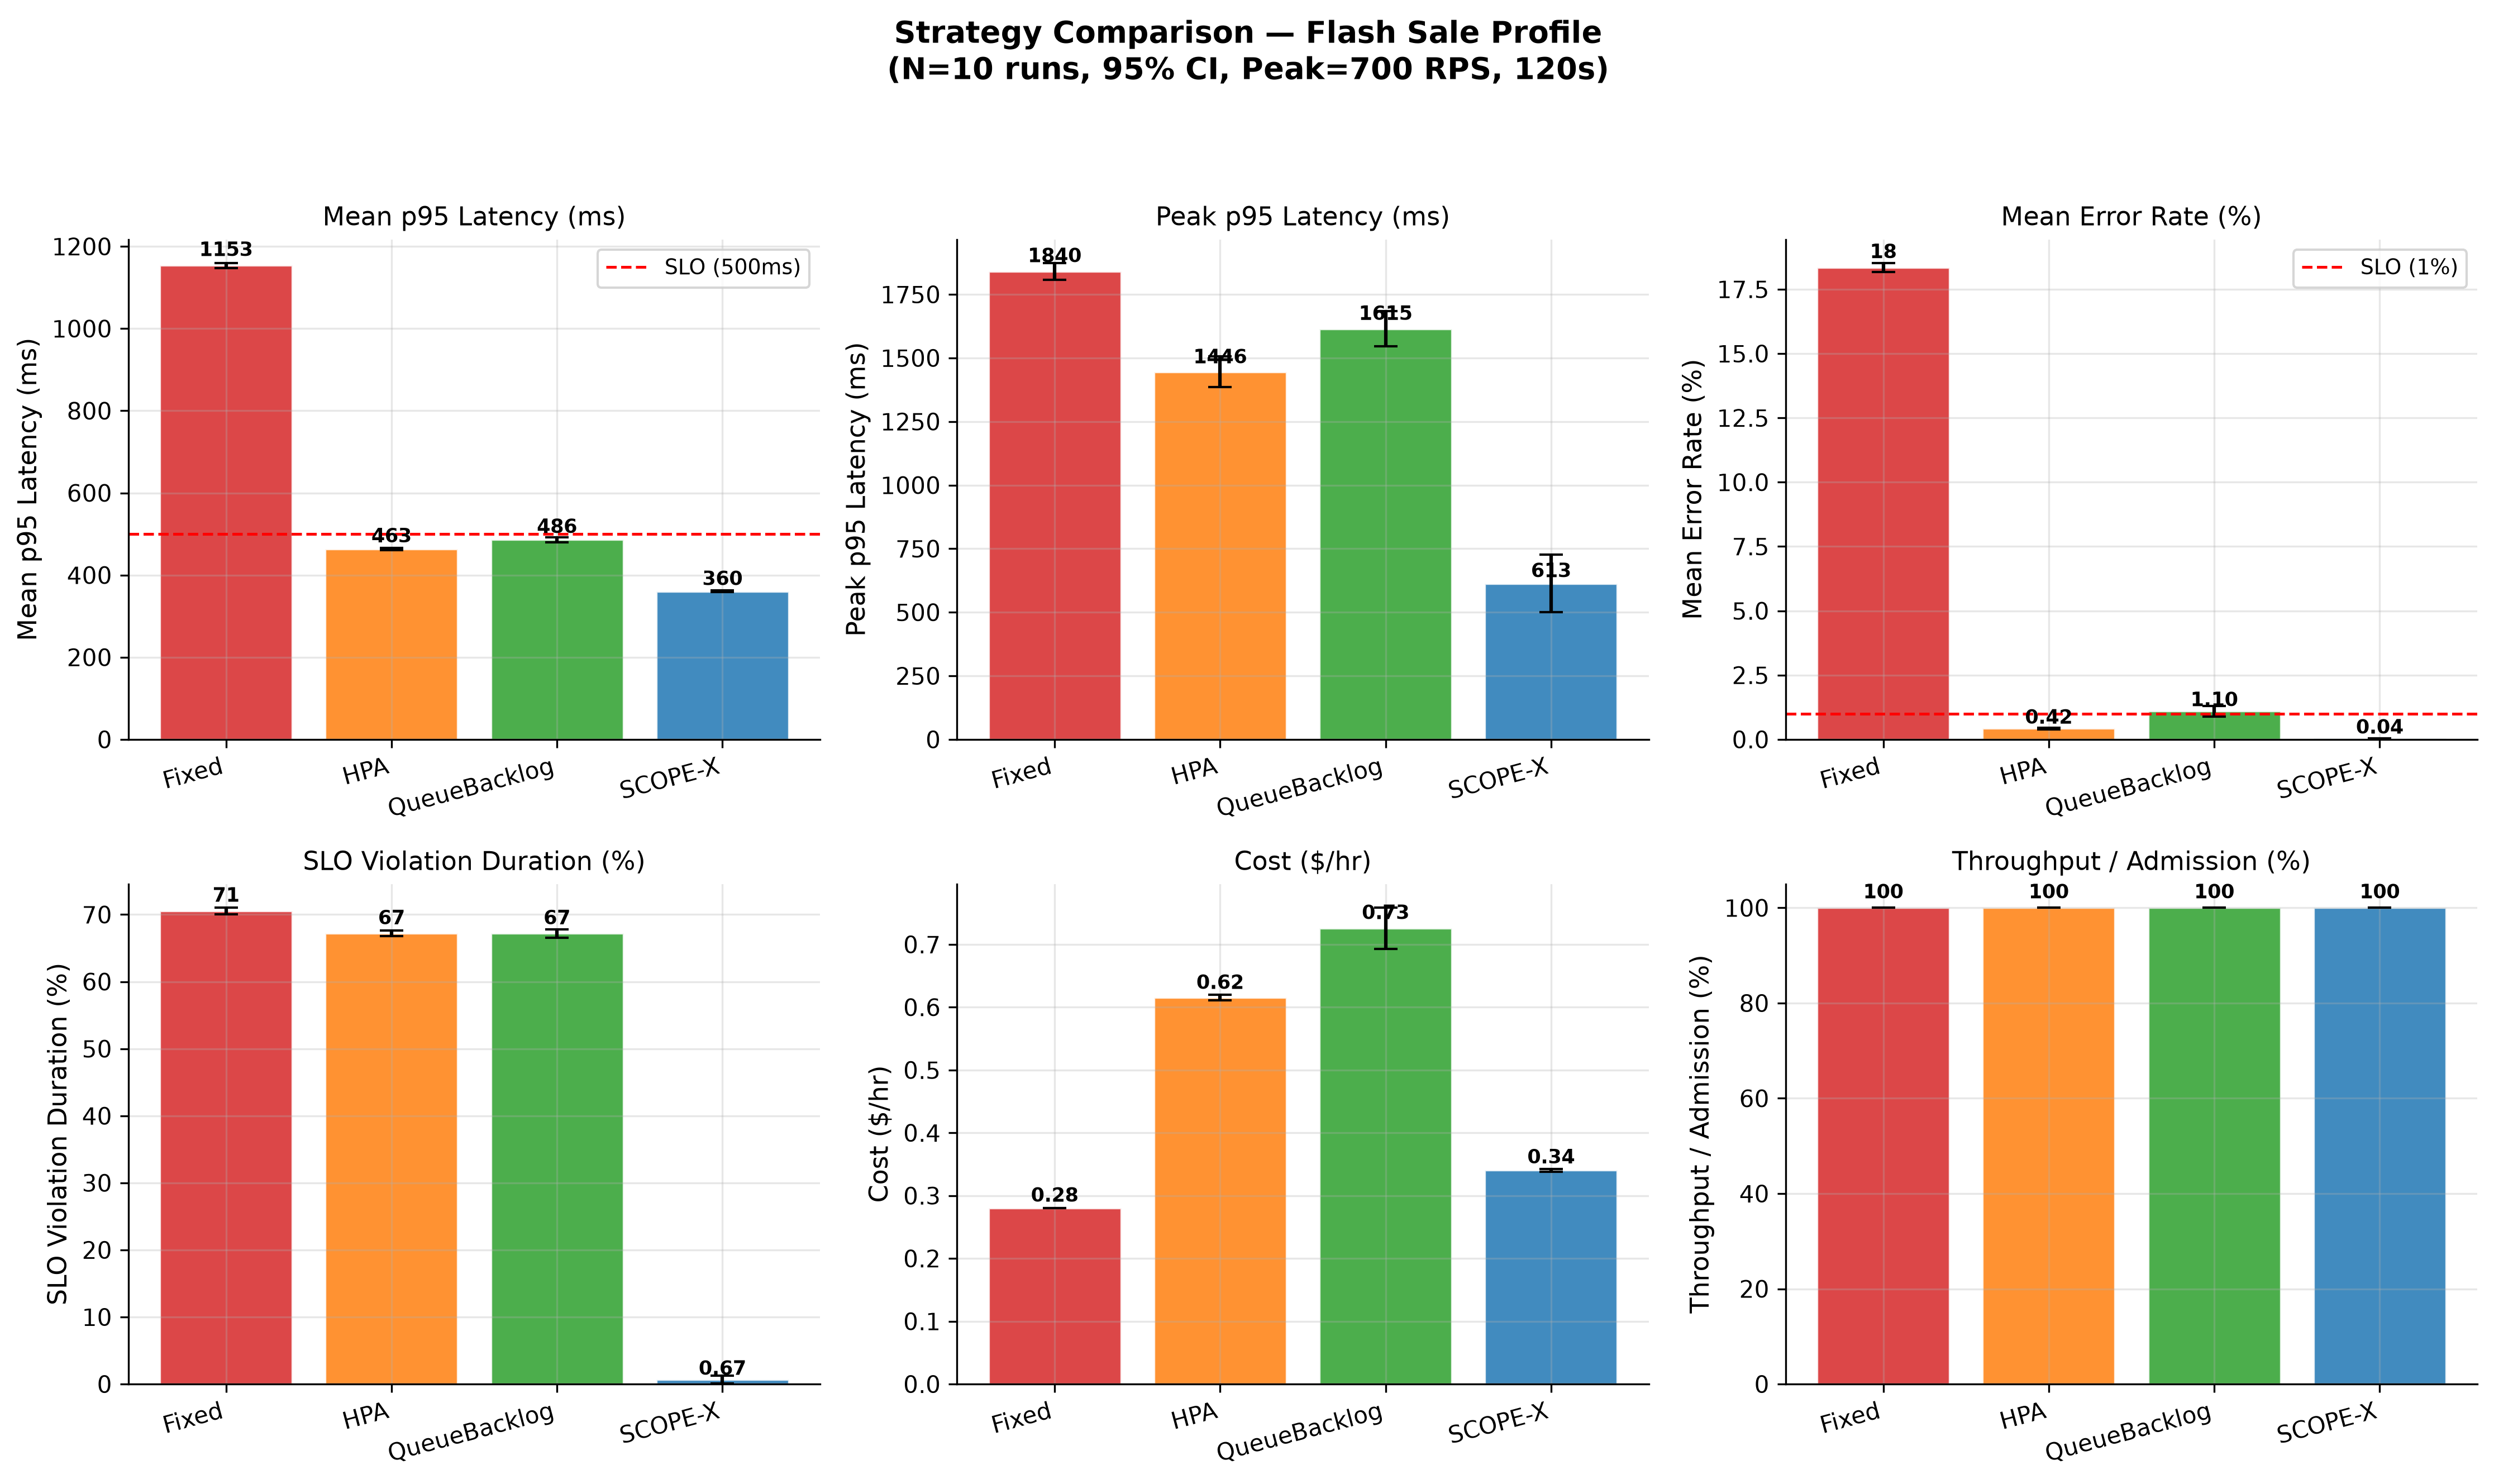 Strategy Comparison — Flash Sale Profile
(N=10 runs, 95% CI, Peak=700 RPS, 120s)
Mean p95 Latency (ms)
Mean p95 Latency (ms)
1200
1000
800
600
400
200
0
1153
463
486
360
SLO (500ms)
Fixed
HPA
QueueBacklog
SCOPE-X
Peak p95 Latency (ms)
Peak p95 Latency (ms)
1750
1500
1250
1000
750
500
250
0
1840
1446
1615
613
Fixed
HPA
QueueBacklog
SCOPE-X
Mean Error Rate (%)
Mean Error Rate (%)
17.5
15.0
12.5
10.0
7.5
5.0
2.5
0.0
18
0.42
1.10
0.04
SLO (1%)
Fixed
HPA
QueueBacklog
SCOPE-X
SLO Violation Duration (%)
SLO Violation Duration (%)
70
60
50
40
30
20
10
0
71
67
67
0.67
Fixed
HPA
QueueBacklog
SCOPE-X
Cost ($/hr)
Cost ($/hr)
0.7
0.6
0.5
0.4
0.3
0.2
0.1
0.0
0.28
0.62
0.73
0.34
Fixed
HPA
QueueBacklog
SCOPE-X
Throughput / Admission (%)
Throughput / Admission (%)
100
80
60
40
20
0
100
100
100
100
Fixed
HPA
QueueBacklog
SCOPE-X